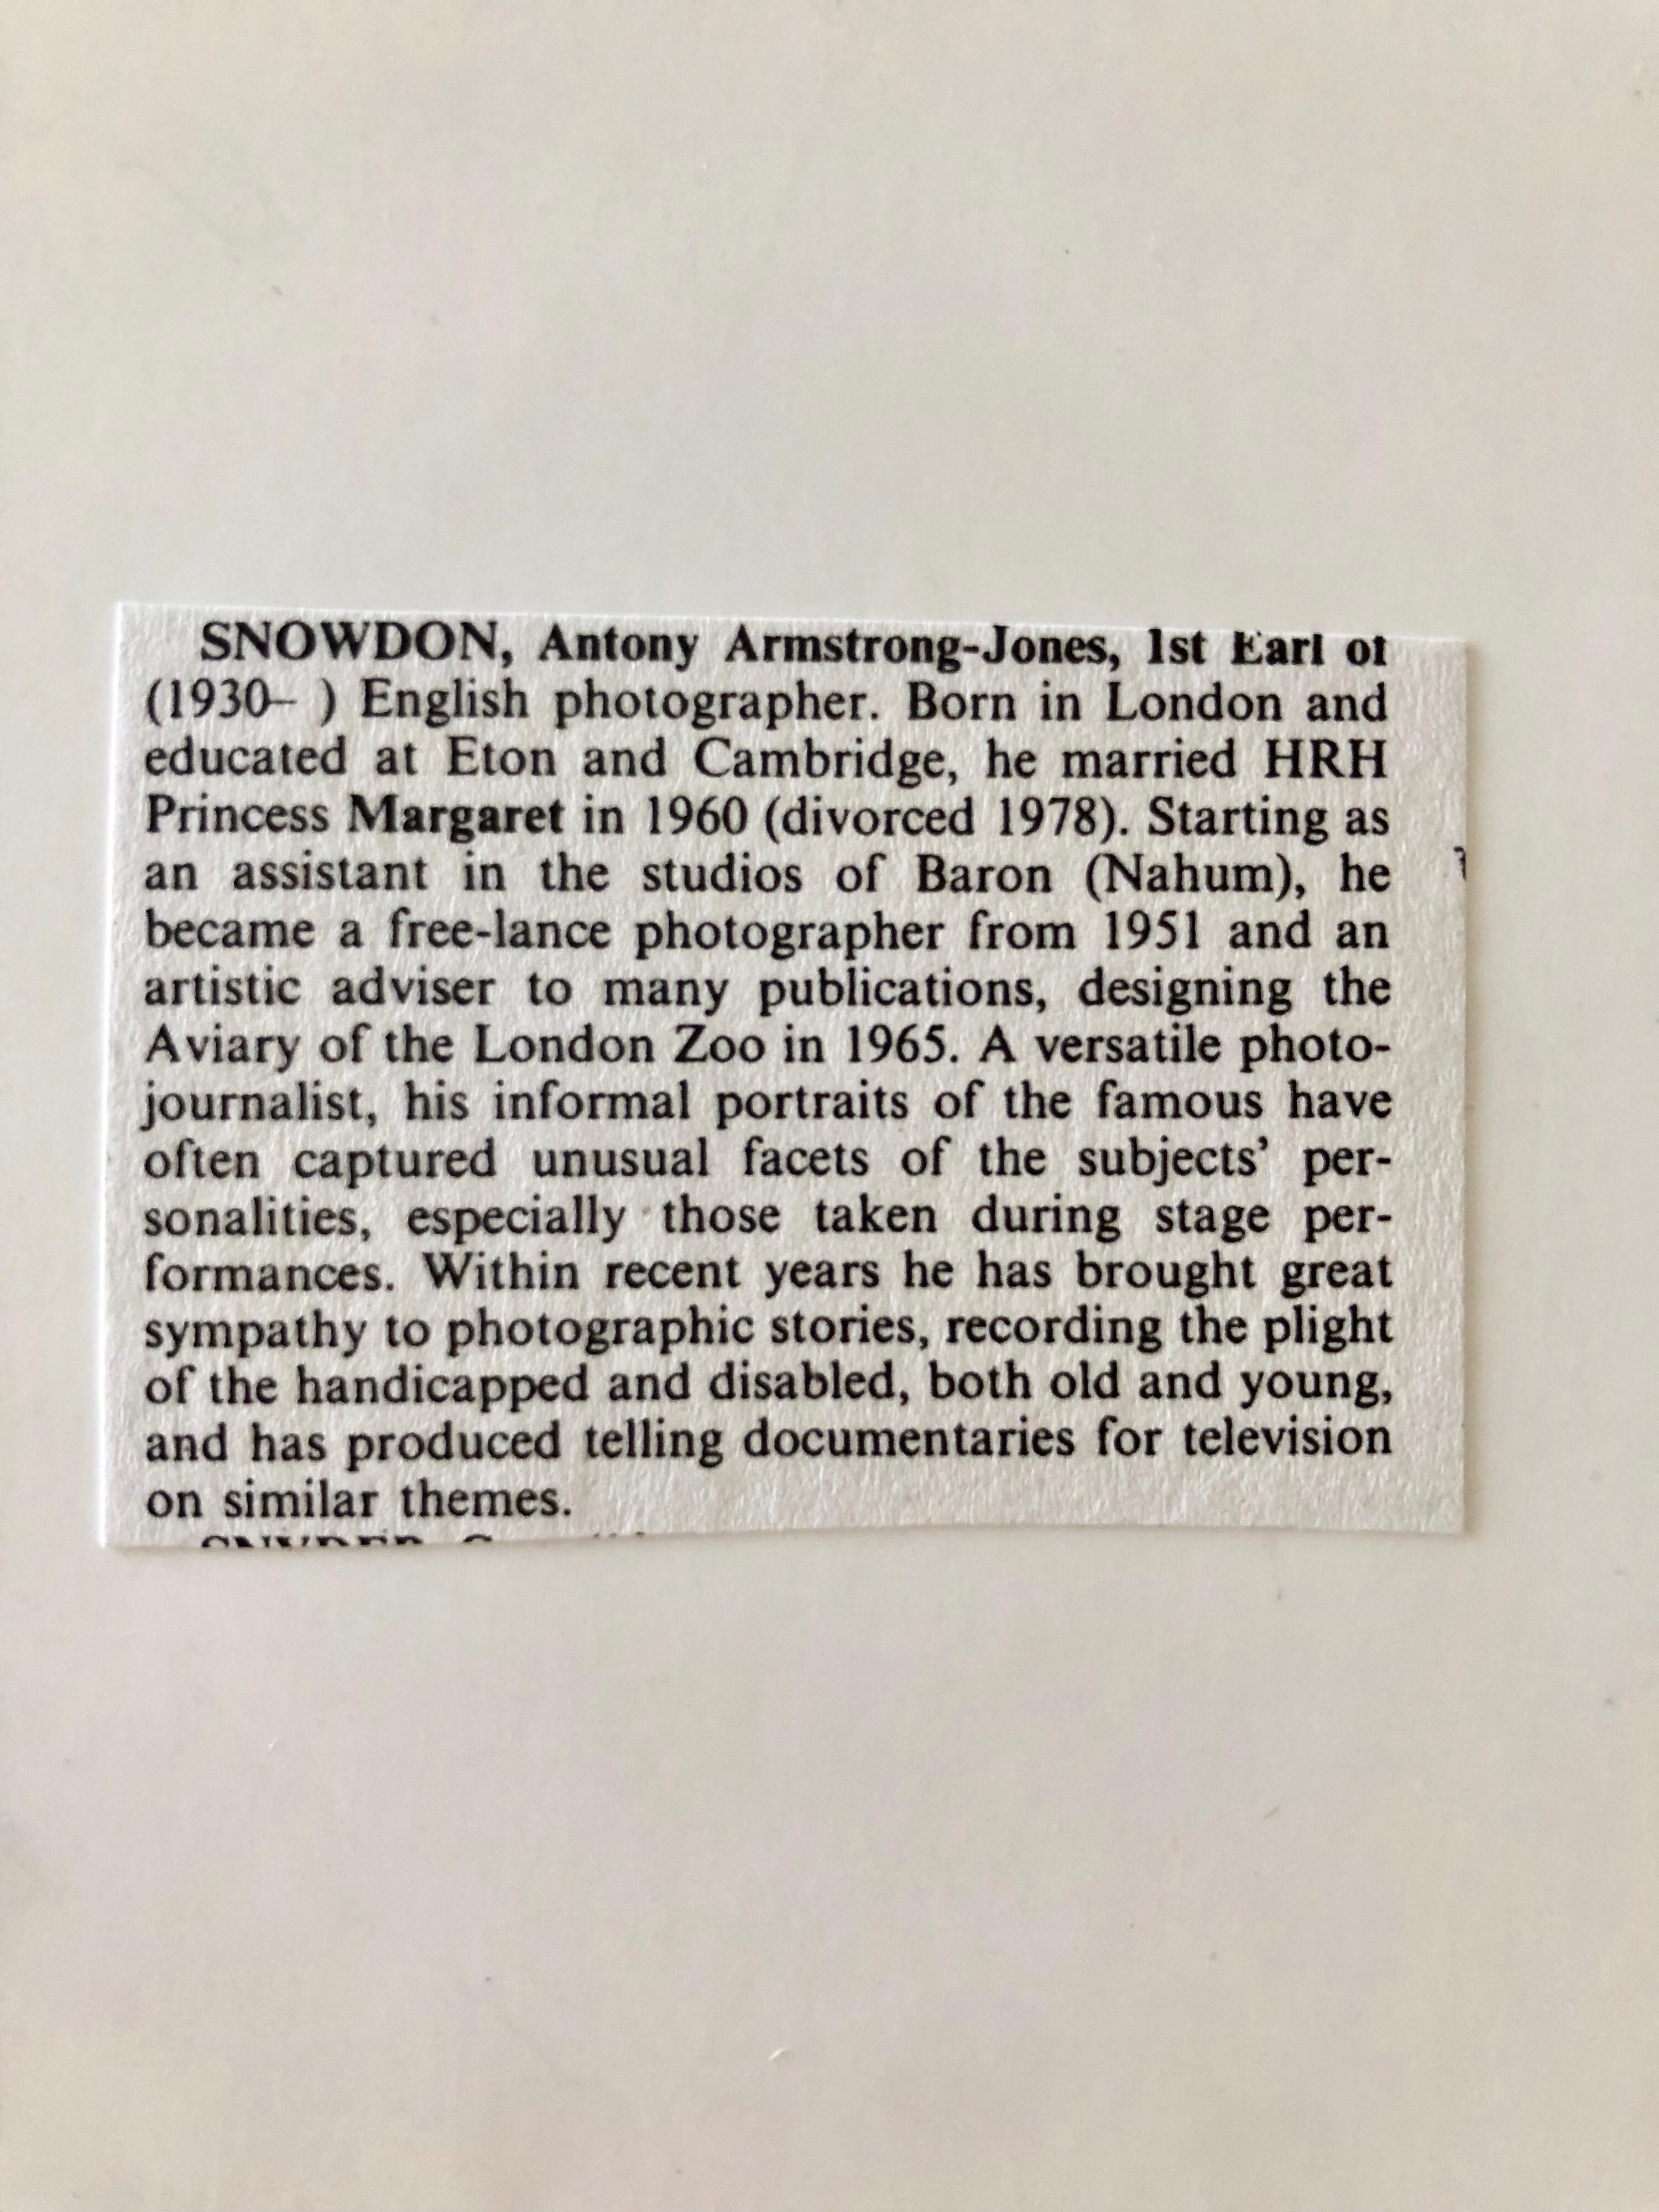 SNOWDON, Antony Armstrong-Jones, 1st Earl of
(1930– ) English photographer. Born in London and
educated at Eton and Cambridge, he married HRH
Princess Margaret in 1960 (divorced 1978). Starting as
an assistant in the studios of Baron (Nahum), he
became a free-lance photographer from 1951 and an
artistic adviser to many publications, designing the
Aviary of the London Zoo in 1965. A versatile photo-
journalist, his informal portraits of the famous have
often captured unusual facets of the subjects’ per-
sonalities, especially those taken during stage per-
formances. Within recent years he has brought great
sympathy to photographic stories, recording the plight
of the handicapped and disabled, both old and young,
and has produced telling documentaries for television
on similar themes.